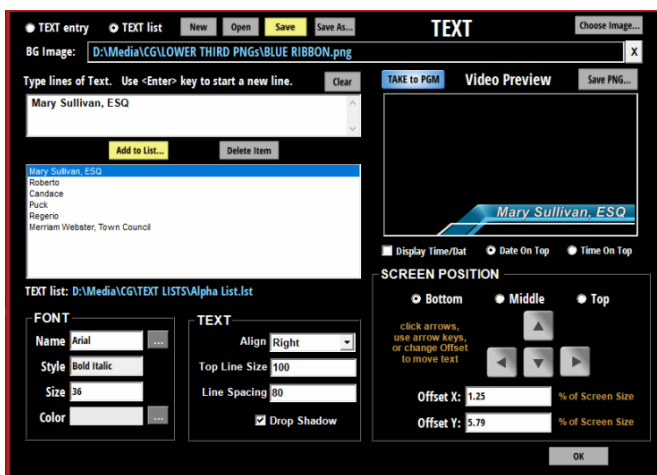 TEXT entry TEXT list New Open Save Save As... TEXT Choose Image...
BG Image: D:\Media\CG\LOWER THIRD PNGs\BLUE RIBBON.png X
Type lines of Text. Use <Enter> key to start a new line. Clear
TAKE to PGM Video Preview Save PNG...
Mary Sullivan, ESQ
Add to List... Delete Item
Mary Sullivan, ESQ
Roberto
Candace
Puck
Regerio
Merriam Webster, Town Council
Mary Sullivan, ESQ
Display Time/Dat Date On Top Time On Top
TEXT list: D:\Media\CG\TEXT LISTS\Alpha List.lst
FONT
Name Arial ...
Style Bold Italic
Size 36
Color ...
TEXT
Align Right
Top Line Size 100
Line Spacing 80
Drop Shadow
SCREEN POSITION
Bottom Middle Top
click arrows,
use arrow keys,
or change Offset
to move text
Offset X: 1.25 % of Screen Size
Offset Y: 5.79 % of Screen Size
OK